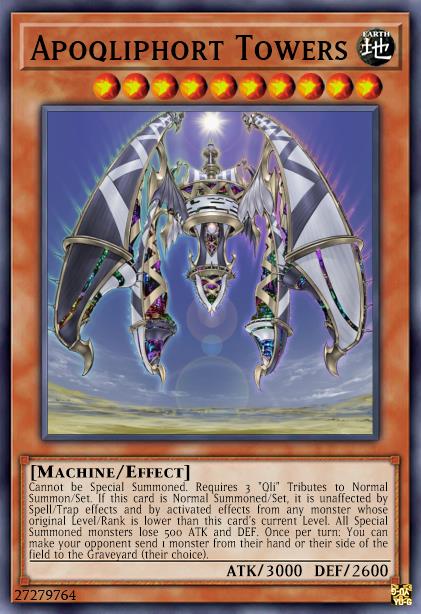 Apoqliphort Towers
EARTH
地
[Machine/Effect]
Cannot be Special Summoned. Requires 3 "Qli" Tributes to Normal
Summon/Set. If this card is Normal Summoned/Set, it is unaffected by
Spell/Trap effects and by activated effects from any monster whose
original Level/Rank is lower than this card's current Level. All Special
Summoned monsters lose 500 ATK and DEF. Once per turn: You can
make your opponent send 1 monster from their hand or their side of the
field to the Graveyard (their choice).
ATK/3000 DEF/2600
27279764